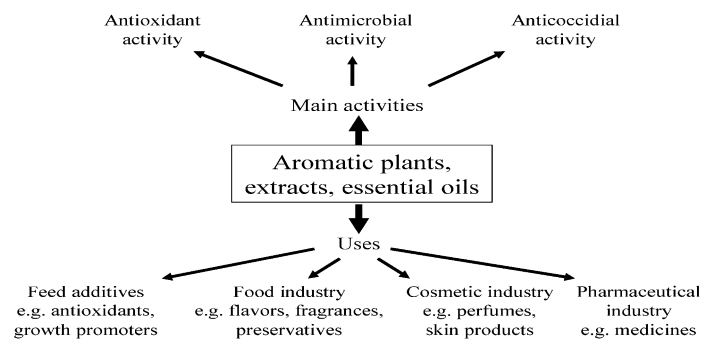 Antioxidant
activity
Antimicrobial
activity
Anticoccidial
activity
Main activities
Aromatic plants,
extracts, essential oils
Uses
Feed additives
e.g. antioxidants,
growth promoters
Food industry
e.g. flavors, fragrances,
preservatives
Cosmetic industry
e.g. perfumes,
skin products
Pharmaceutical
industry
e.g. medicines